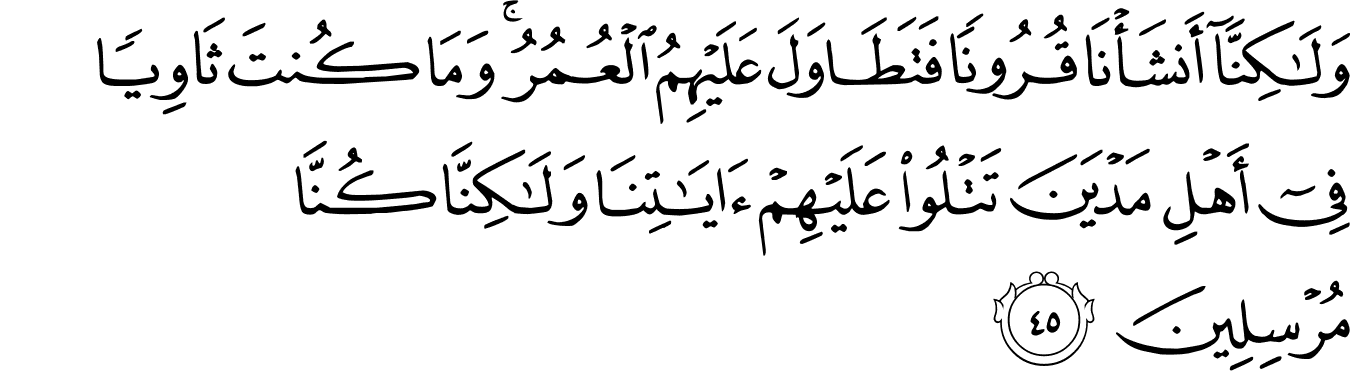 وَلَـٰكِنَّآ أَنشَأْنَا قُرُونًا فَتَطَاوَلَ عَلَيْهِمُ ٱلْعُمُرُ ۚ وَمَا كُنتَ ثَاوِيًا
فِىٓ أَهْلِ مَدْيَنَ تَتْلُوا۟ عَلَيْهِمْ ءَايَـٰتِنَا وَلَـٰكِنَّا كُنَّا
مُرْسِلِينَ ٤٥